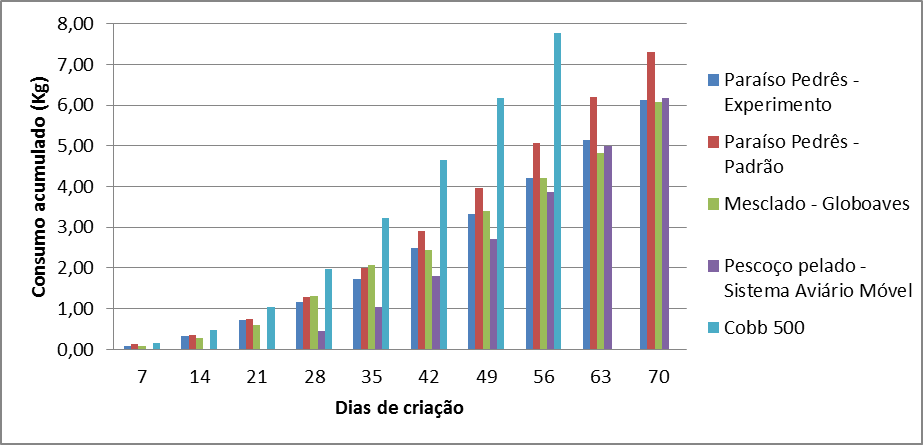 8,00
7,00
6,00
5,00
4,00
3,00
2,00
1,00
0,00
Consumo acumulado (Kg)
7 14 21 28 35 42 49 56 63 70
Dias de criação
Paraíso Pedrês -
Experimento
Paraíso Pedrês -
Padrão
Mesclado - Globoaves
Pescoço pelado -
Sistema Aviário Móvel
Cobb 500